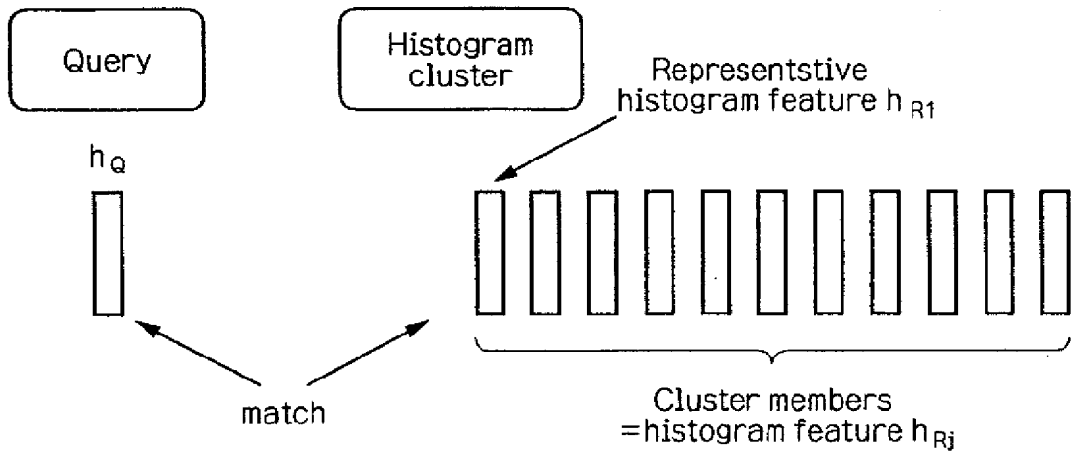 Query
Histogram
cluster
Representstive
histogram feature h R1
h Q
match
Cluster members
=histogram feature h Rj